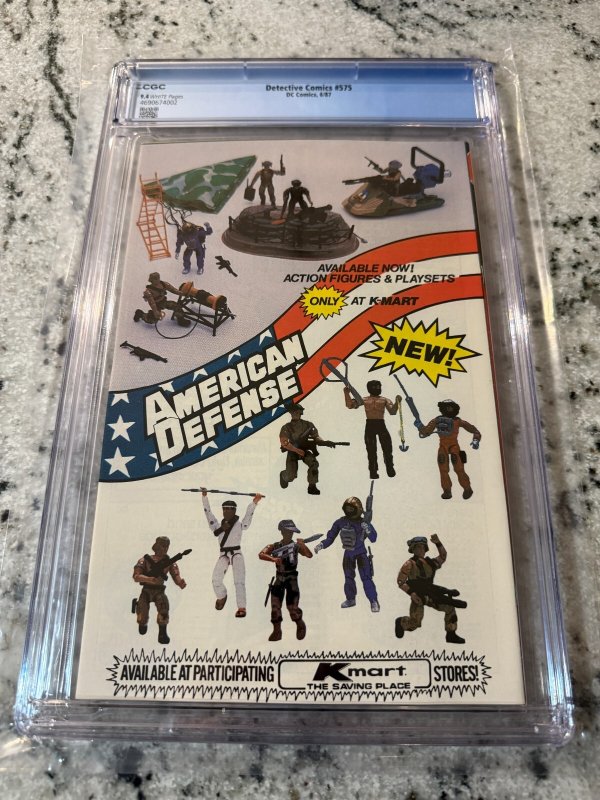 CGC
Detective Comics #575
9.4 WHITE Pages
DC Comics, 6/87
4690674002
AVAILABLE NOW!
ACTION FIGURES & PLAYSETS
ONLY AT K-MART
NEW!
AMERICAN
DEFENSE
AVAILABLE AT PARTICIPATING Kmart STORES!
THE SAVING PLACE